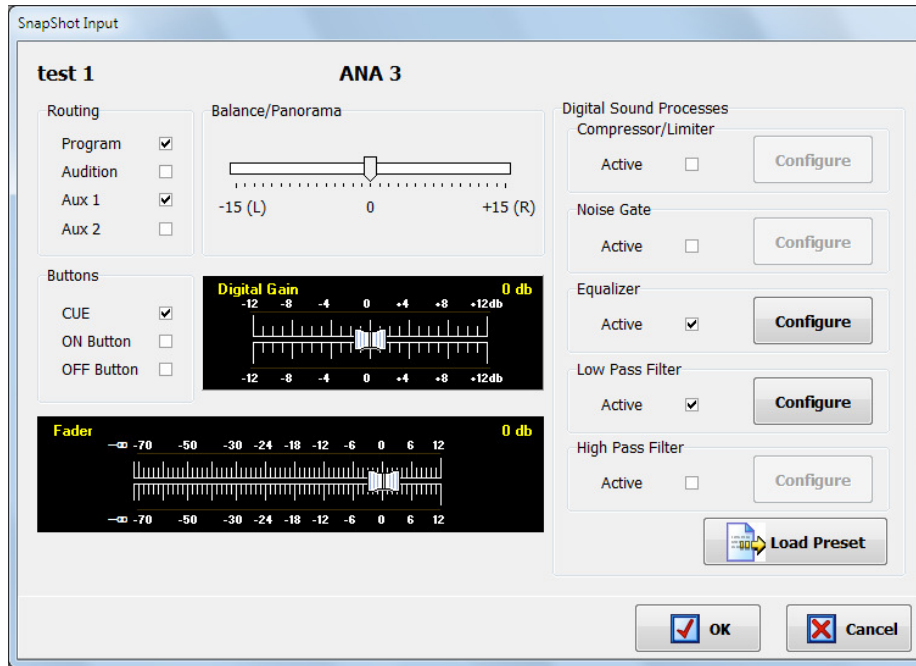 SnapShot Input
test 1
ANA 3
Routing
Program
Audition
Aux 1
Aux 2
Balance/Panorama
-15 (L) 0 +15 (R)
Buttons
CUE
ON Button
OFF Button
Digital Gain 0 db
-12 -8 -4 0 +4 +8 +12db
-12 -8 -4 0 +4 +8 +12db
Fader 0 db
-∞ -70 -50 -30 -24 -18 -12 -6 0 6 12
-∞ -70 -50 -30 -24 -18 -12 -6 0 6 12
Digital Sound Processes
Compressor/Limiter
Active Configure
Noise Gate
Active Configure
Equalizer
Active Configure
Low Pass Filter
Active Configure
High Pass Filter
Active Configure
Load Preset
OK Cancel